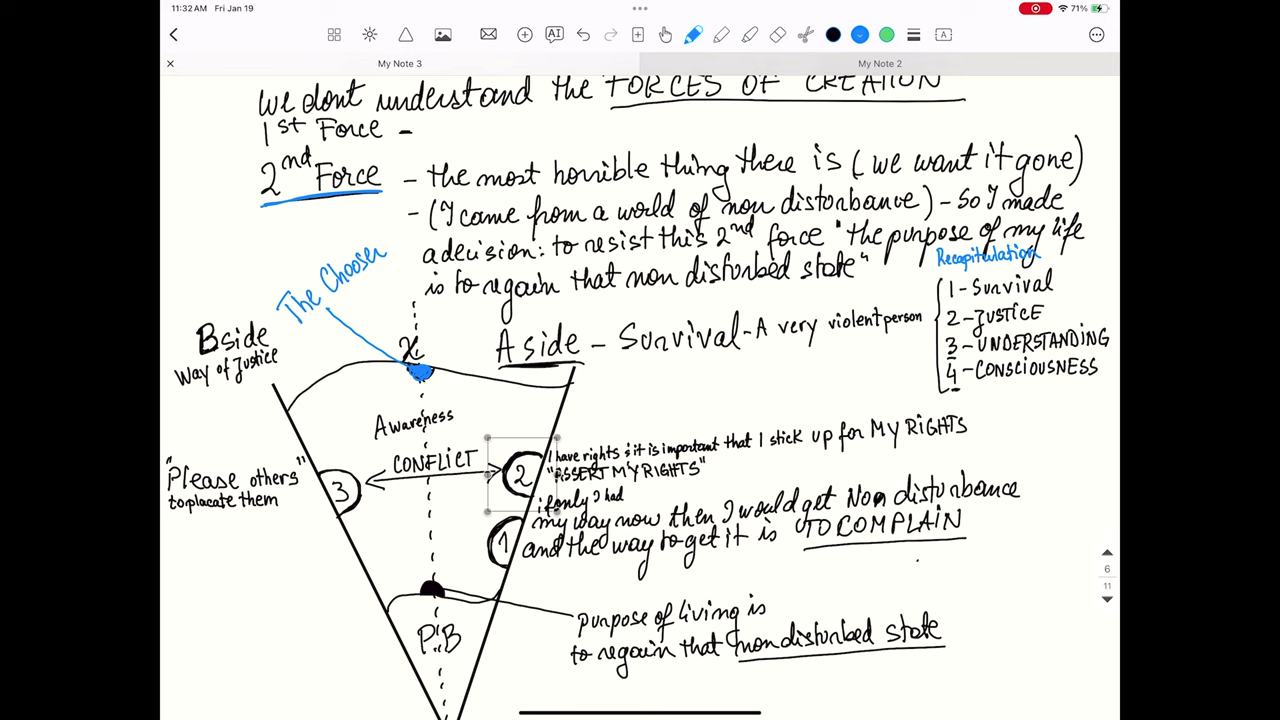 11:32 AM Fri Jan 19
71%
My Note 3
My Note 2
we dont understand the FORCES OF CREATION
1st Force -
2nd Force - the most horrible thing there is (we want it gone)
- (I came from a world of non disturbance) - So I made
a decision: to resist this 2nd force "the purpose of my life
is to regain that non disturbed state"
Recapitulation
1 - Survival
2 - JUSTICE
3 - UNDERSTANDING
4 - CONSCIOUSNESS
The Chooser
B side
Way of Justice
X
A side - Survival - A very violent person
Awareness
CONFLICT
"Please others"
to placate them
3
2
I have rights & it is important that I stick up for MY RIGHTS
"ASSERT MY RIGHTS"
if only I had
my way now then I would get Non disturbance
1
and the way to get it is TO COMPLAIN
purpose of living is
to regain that nondisturbed state
P.B
6
11